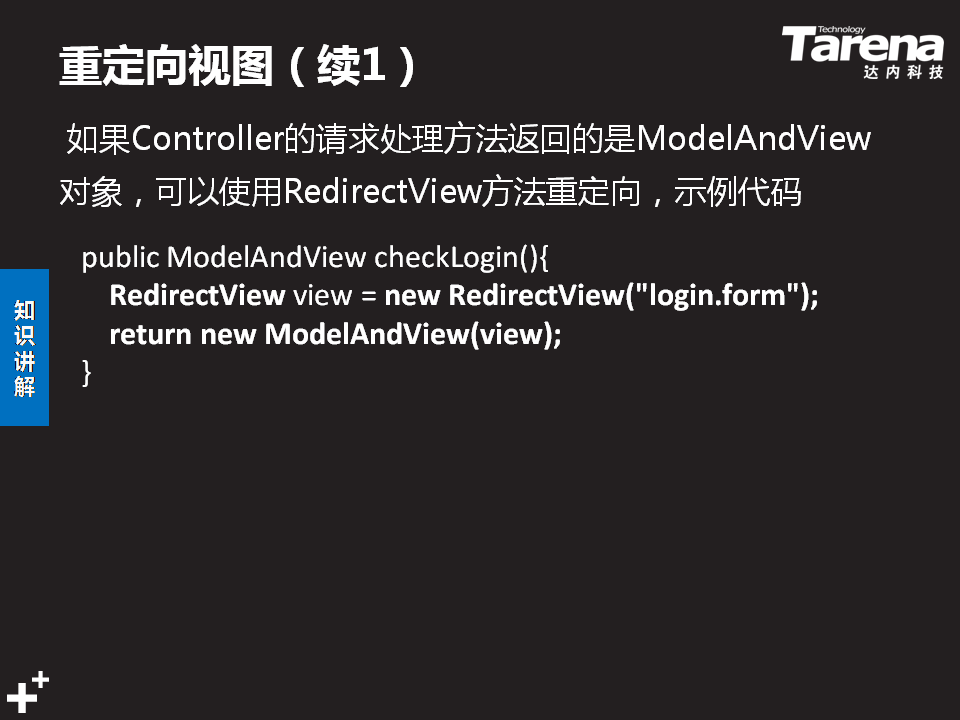 重定向视图（续1）
Technology
Tarena
达内科技
如果Controller的请求处理方法返回的是ModelAndView
对象，可以使用RedirectView方法重定向，示例代码
public ModelAndView checkLogin(){
RedirectView view = new RedirectView("login.form");
return new ModelAndView(view);
}
知
识
讲
解